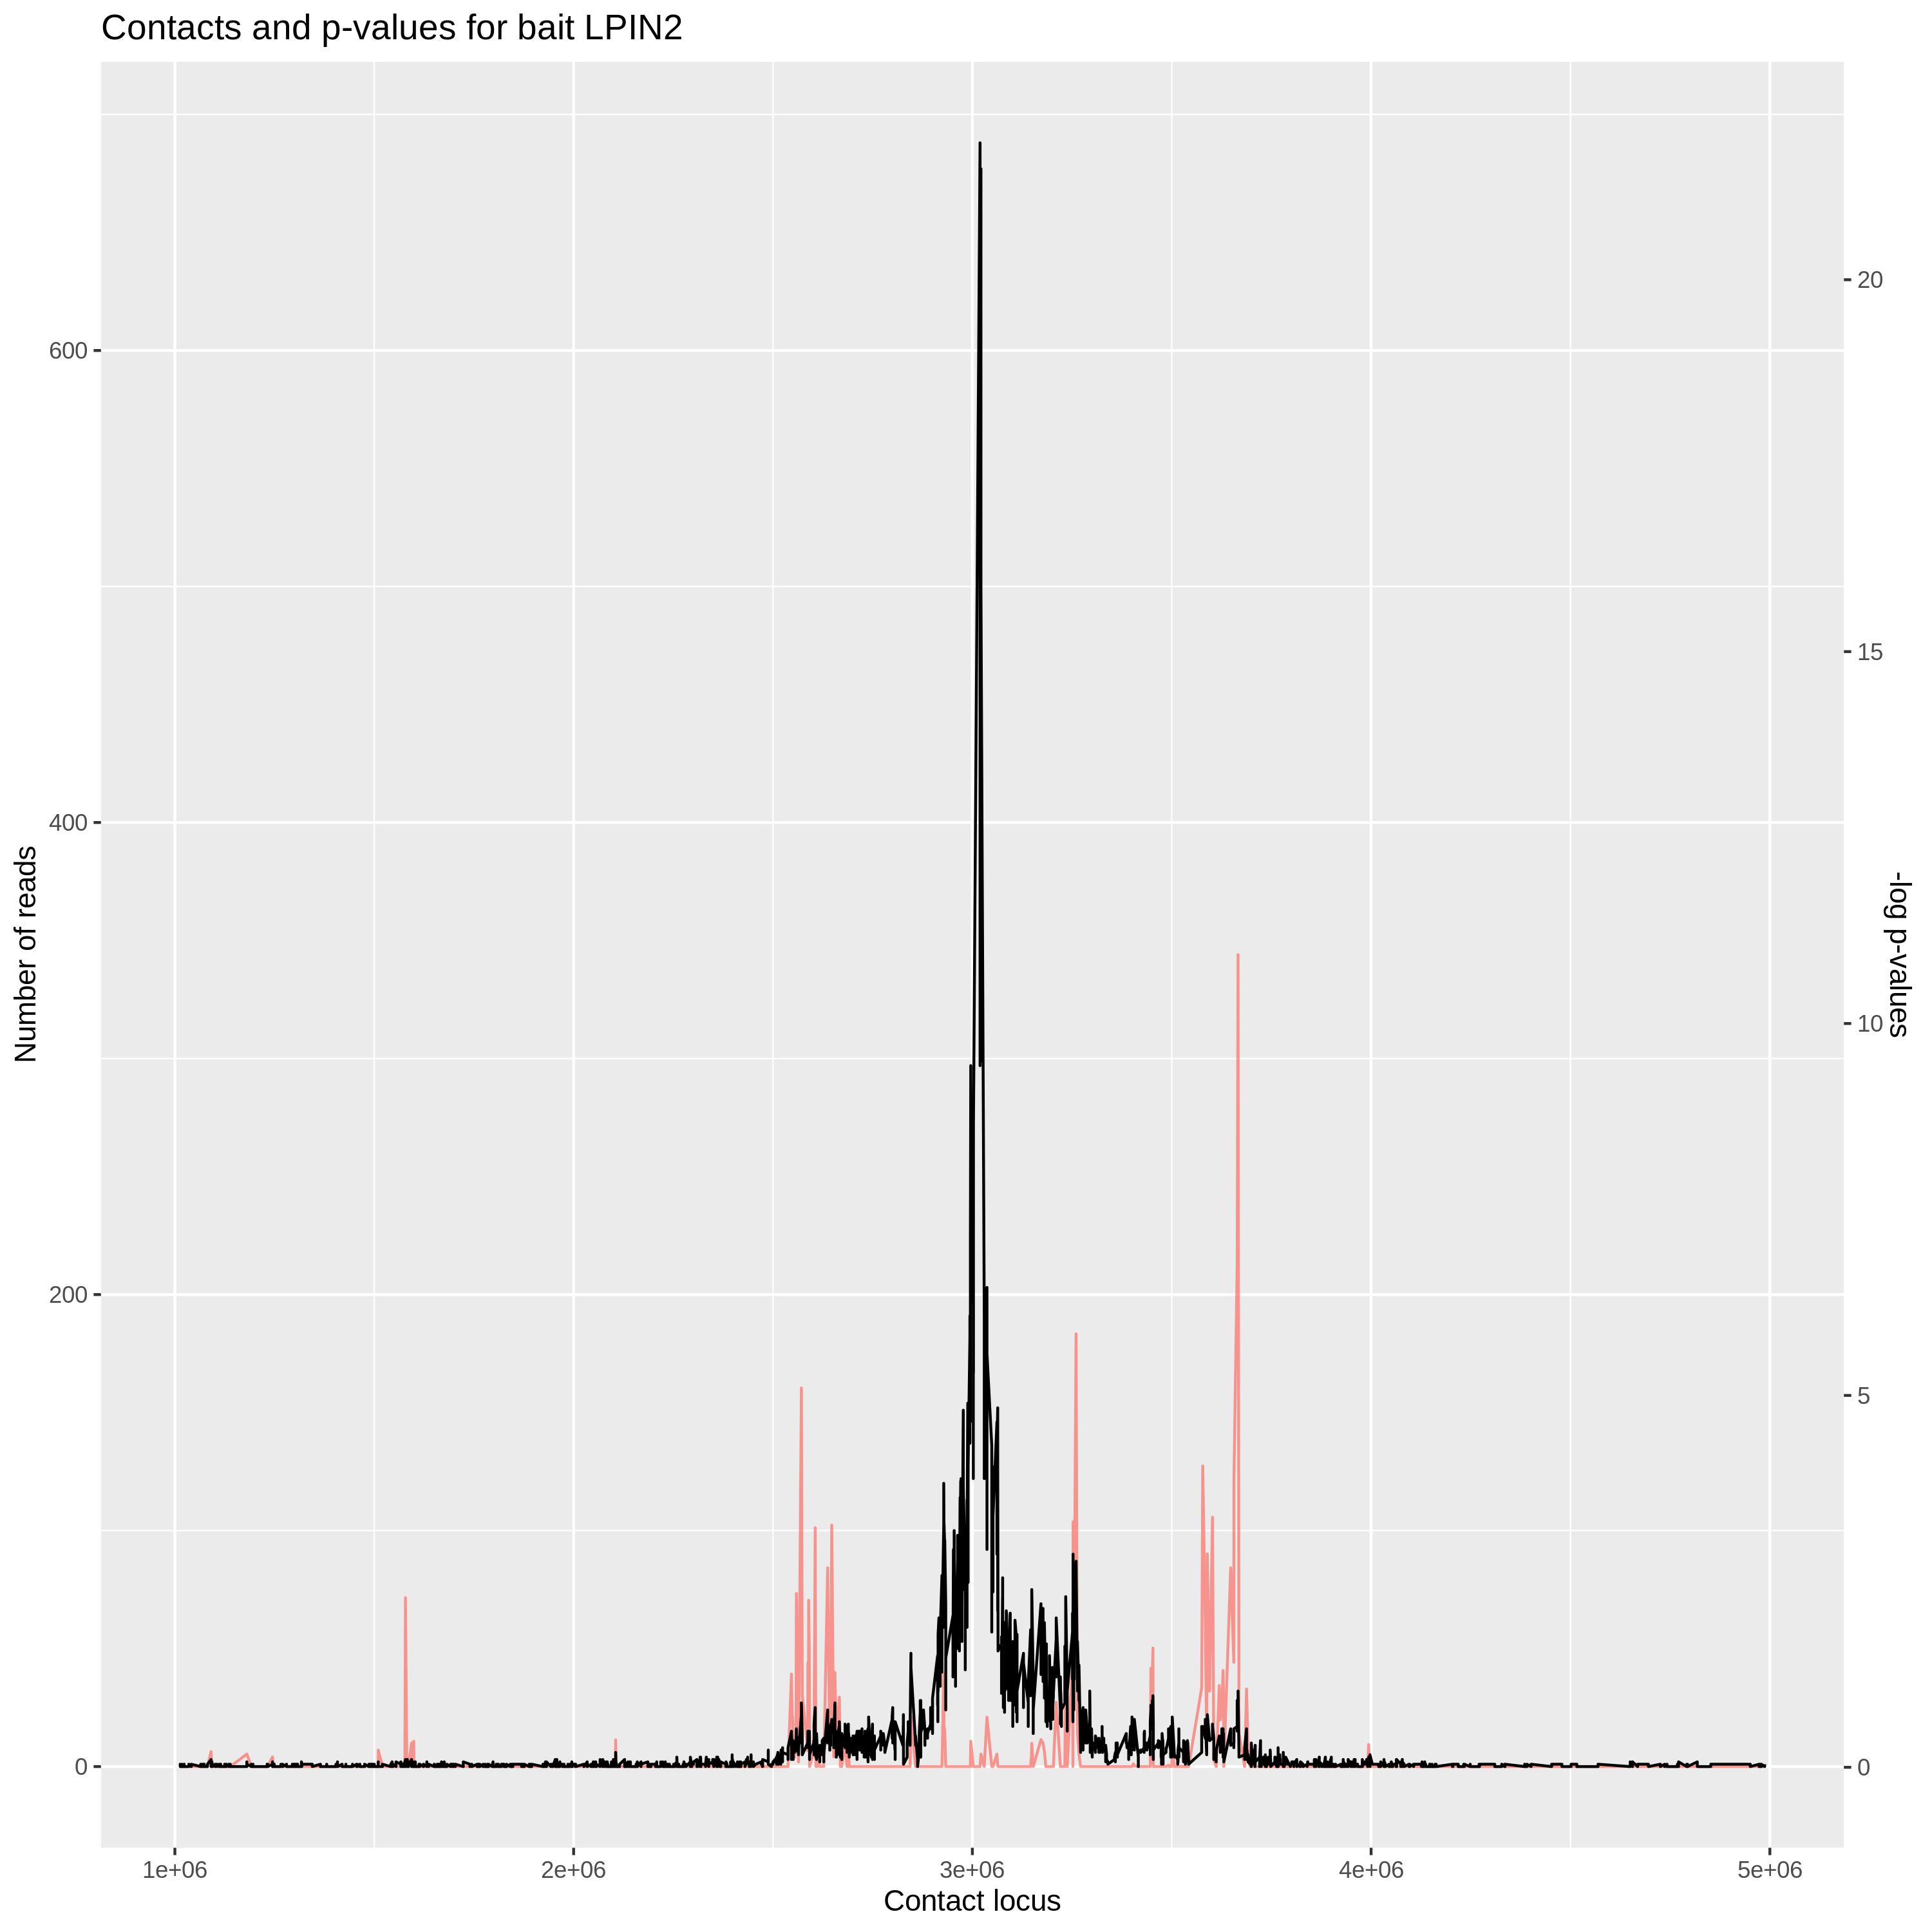 Contacts and p-values for bait LPIN2
Number of reads
600
400
200
0
20
15
10
5
0
-log p-values
1e+06 2e+06 3e+06 4e+06 5e+06
Contact locus